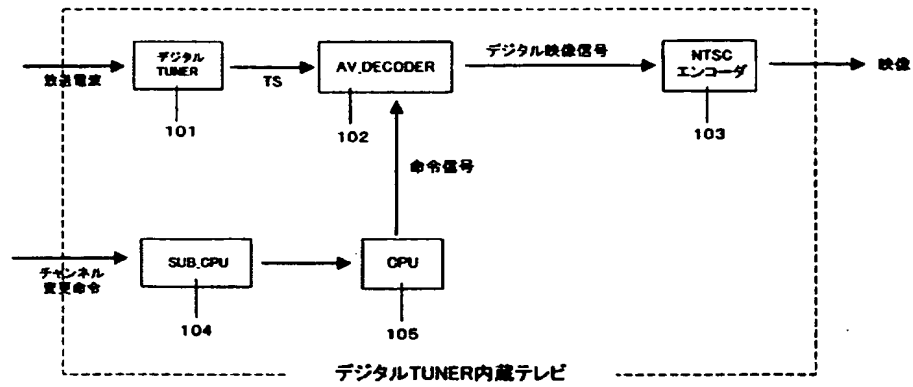 デジタル
TUNER
放送電波
101
TS
AV_DECODER
102
デジタル映像信号
NTSC
エンコーダ
103
映像
命令信号
チャンネル
変更命令
SUB_CPU
104
CPU
105
デジタルTUNER内蔵テレビ